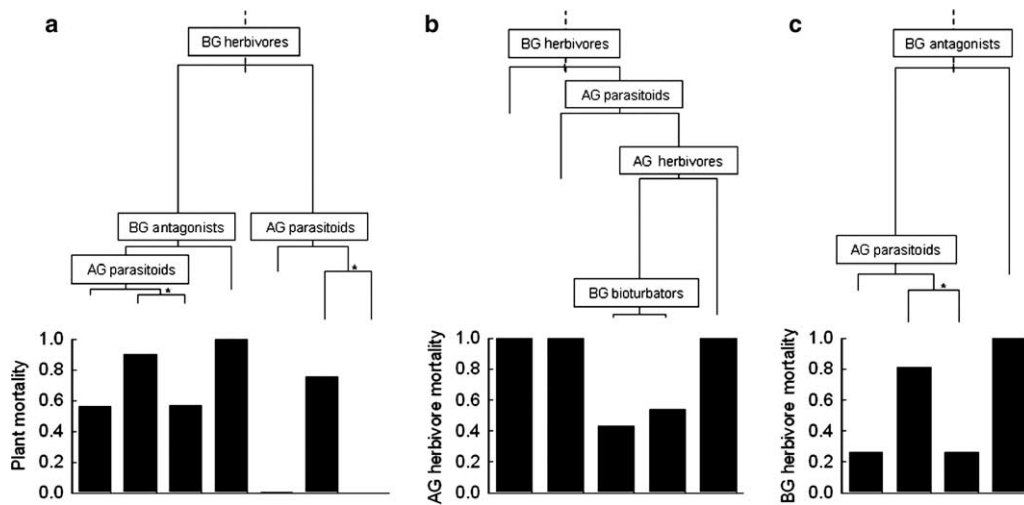 a
BG herbivores
BG antagonists
AG parasitoids
AG parasitoids
*
*
Plant mortality
1.0
0.8
0.6
0.4
0.2
0.0
b
BG herbivores
AG parasitoids
AG herbivores
BG bioturbators
AG herbivore mortality
1.0
0.8
0.6
0.4
0.2
0.0
c
BG antagonists
AG parasitoids
*
BG herbivore mortality
1.0
0.8
0.6
0.4
0.2
0.0